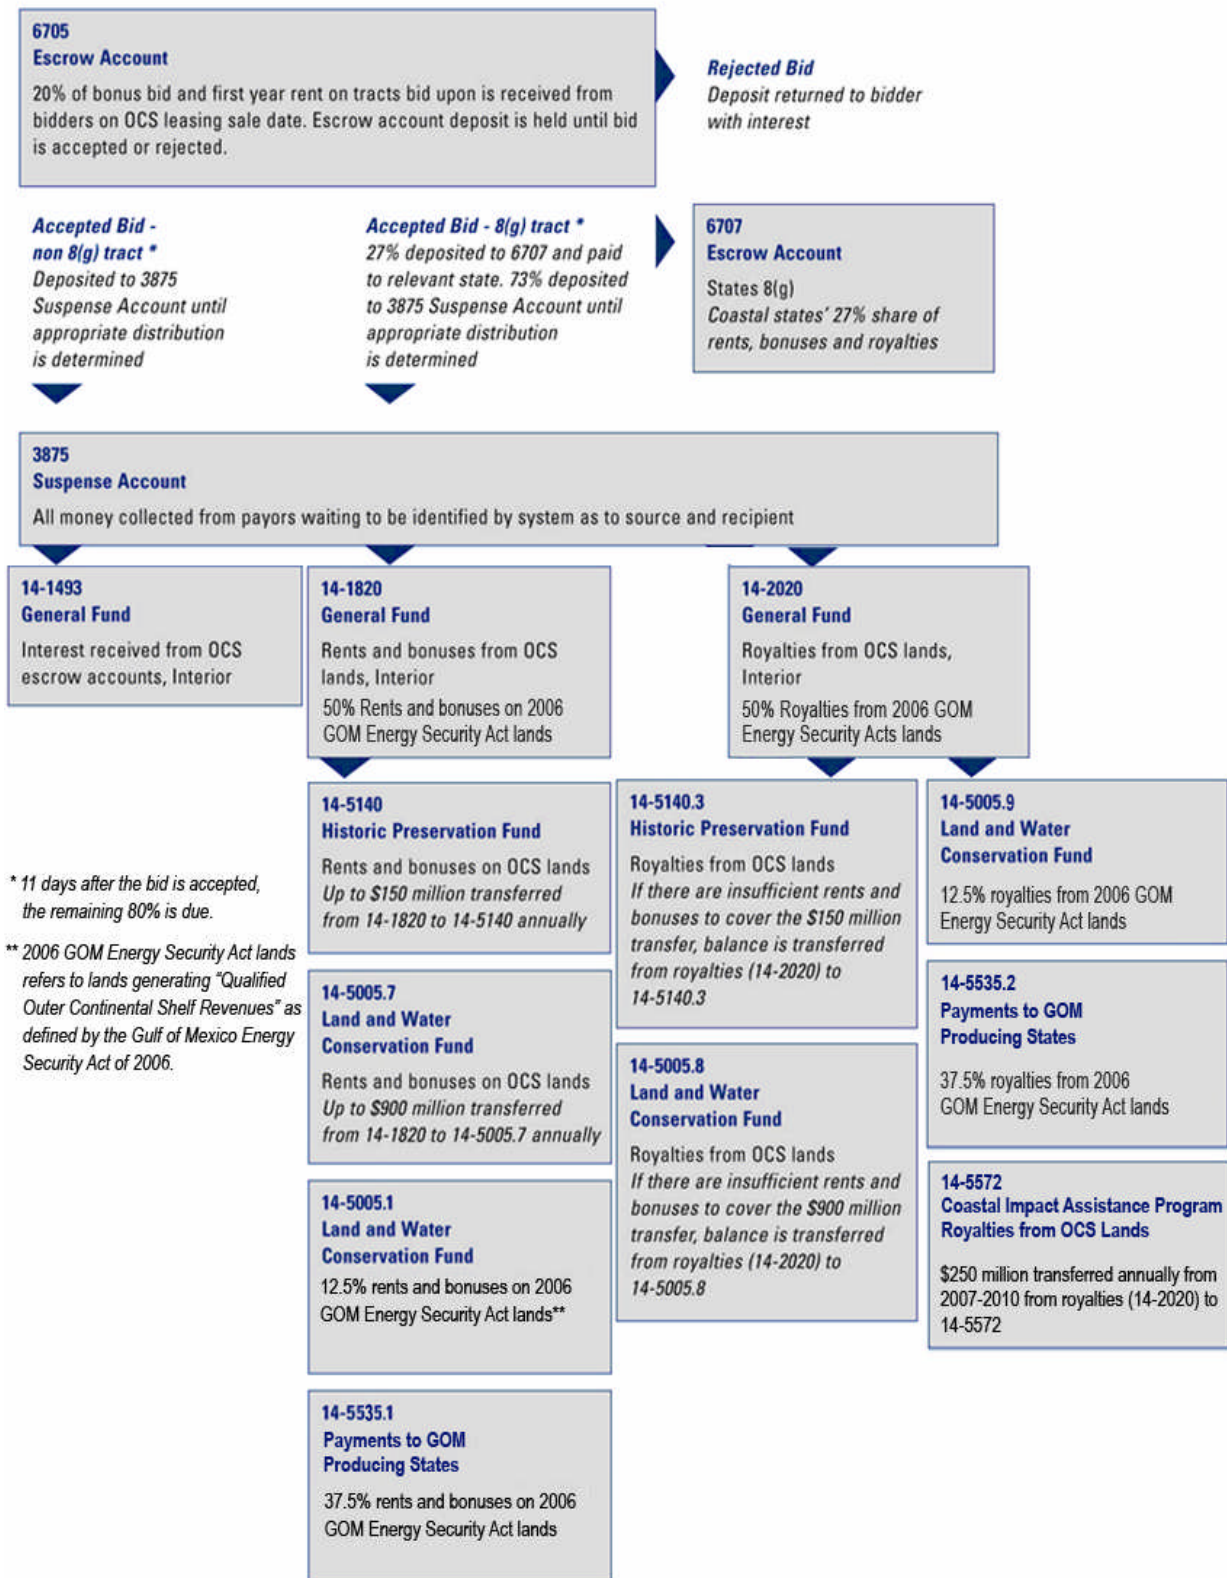 6705
Escrow Account
20% of bonus bid and first year rent on tracts bid upon is received from
bidders on OCS leasing sale date. Escrow account deposit is held until bid
is accepted or rejected.
Rejected Bid
Deposit returned to bidder
with interest
Accepted Bid -
non 8(g) tract *
Deposited to 3875
Suspense Account until
appropriate distribution
is determined
Accepted Bid - 8(g) tract *
27% deposited to 6707 and paid
to relevant state. 73% deposited
to 3875 Suspense Account until
appropriate distribution
is determined
6707
Escrow Account
States 8(g)
Coastal states' 27% share of
rents, bonuses and royalties
3875
Suspense Account
All money collected from payors waiting to be identified by system as to source and recipient
14-1493
General Fund
Interest received from OCS
escrow accounts, Interior
14-1820
General Fund
Rents and bonuses from OCS
lands, Interior
50% Rents and bonuses on 2006
GOM Energy Security Act lands
14-2020
General Fund
Royalties from OCS lands,
Interior
50% Royalties from 2006 GOM
Energy Security Acts lands
* 11 days after the bid is accepted,
the remaining 80% is due.
** 2006 GOM Energy Security Act lands
refers to lands generating "Qualified
Outer Continental Shelf Revenues" as
defined by the Gulf of Mexico Energy
Security Act of 2006.
14-5140
Historic Preservation Fund
Rents and bonuses on OCS lands
Up to $150 million transferred
from 14-1820 to 14-5140 annually
14-5005.7
Land and Water
Conservation Fund
Rents and bonuses on OCS lands
Up to $900 million transferred
from 14-1820 to 14-5005.7 annually
14-5005.1
Land and Water
Conservation Fund
12.5% rents and bonuses on 2006
GOM Energy Security Act lands**
14-5535.1
Payments to GOM
Producing States
37.5% rents and bonuses on 2006
GOM Energy Security Act lands
14-5140.3
Historic Preservation Fund
Royalties from OCS lands
If there are insufficient rents and
bonuses to cover the $150 million
transfer, balance is transferred
from royalties (14-2020) to
14-5140.3
14-5005.8
Land and Water
Conservation Fund
Royalties from OCS lands
If there are insufficient rents and
bonuses to cover the $900 million
transfer, balance is transferred
from royalties (14-2020) to
14-5005.8
14-5005.9
Land and Water
Conservation Fund
12.5% royalties from 2006 GOM
Energy Security Act lands
14-5535.2
Payments to GOM
Producing States
37.5% royalties from 2006
GOM Energy Security Act lands
14-5572
Coastal Impact Assistance Program
Royalties from OCS Lands
$250 million transferred annually from
2007-2010 from royalties (14-2020) to
14-5572